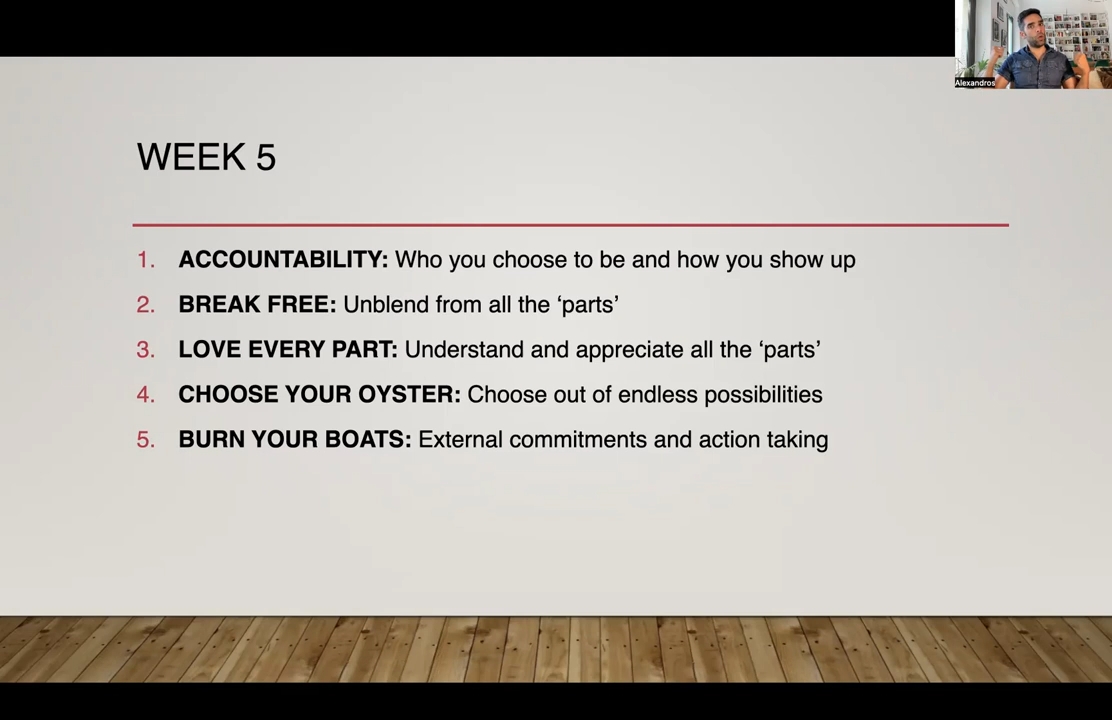 Alexandros
WEEK 5
1. ACCOUNTABILITY: Who you choose to be and how you show up
2. BREAK FREE: Unblend from all the ‘parts’
3. LOVE EVERY PART: Understand and appreciate all the ‘parts’
4. CHOOSE YOUR OYSTER: Choose out of endless possibilities
5. BURN YOUR BOATS: External commitments and action taking